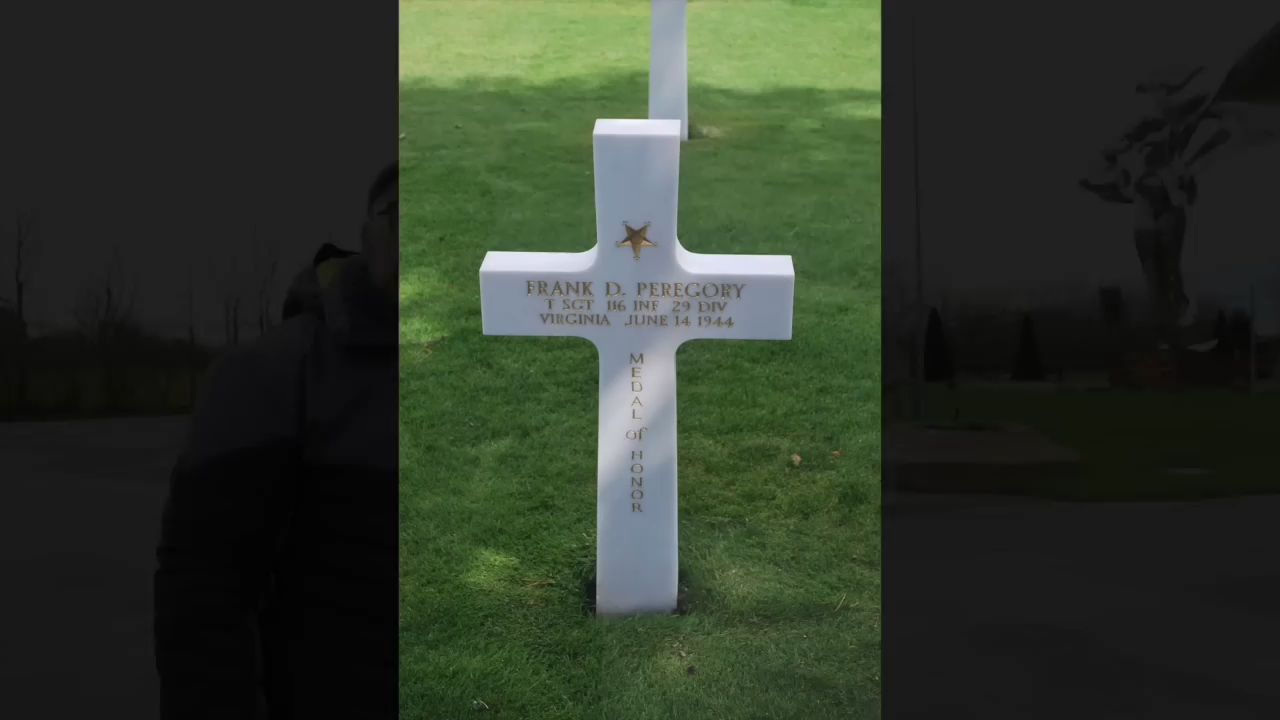 FRANK D. PEREGORY
T SGT 116 INF 29 DIV
VIRGINIA JUNE 14 1944
MEDAL of HONOR